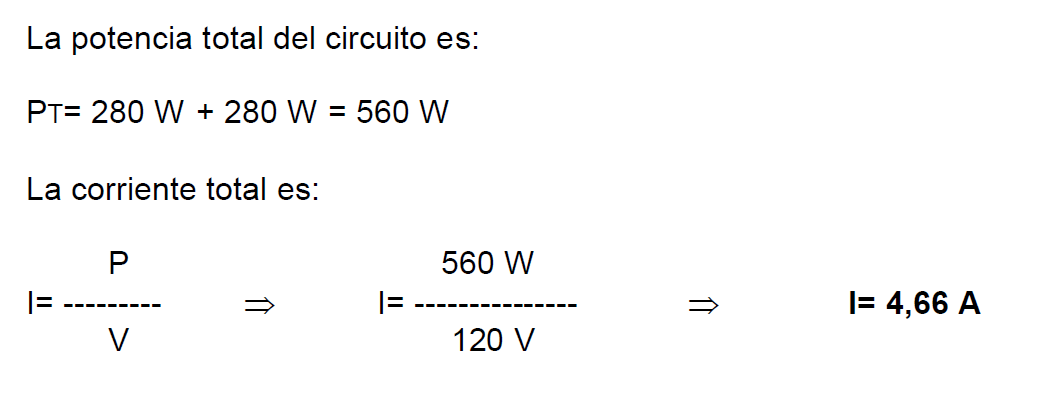 La potencia total del circuito es:
PT= 280 W + 280 W = 560 W
La corriente total es:
P 560 W
I= --------- ⇒ I= --------------- ⇒ I= 4,66 A
V 120 V